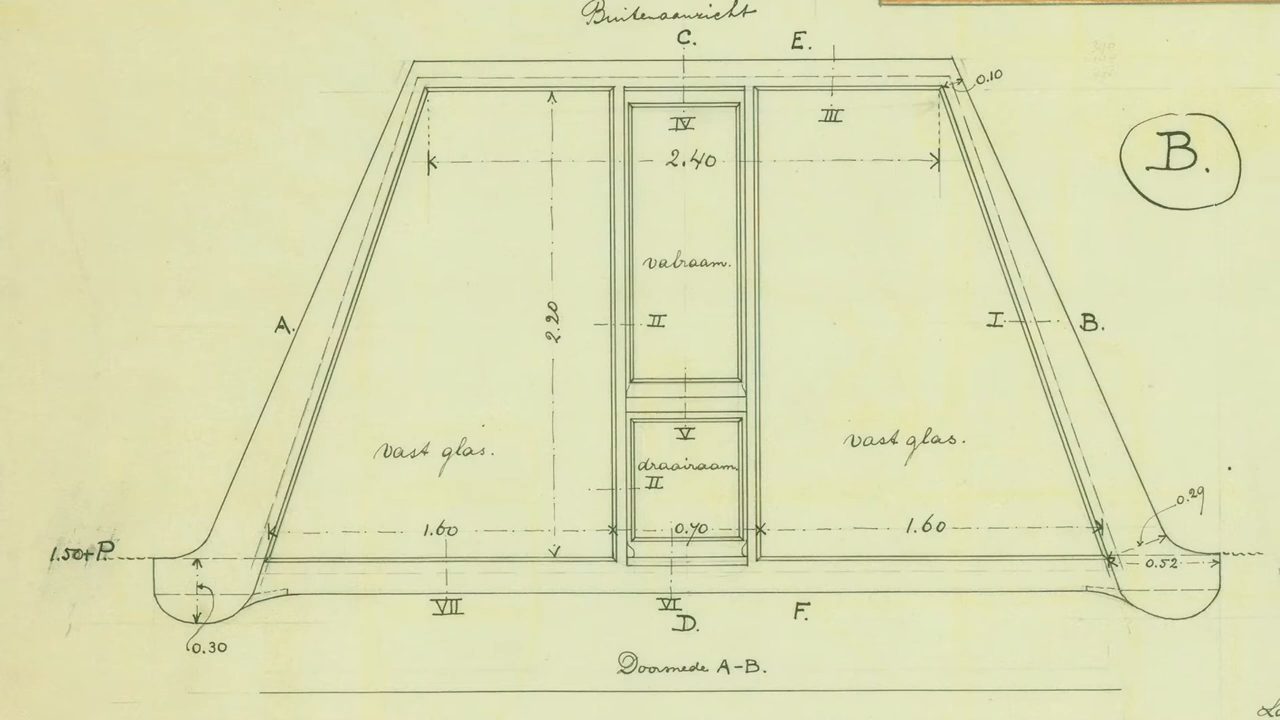 Buitenaanzicht
C. E.
0.10
IV III
2.40
B.
valraam.
2.20
A. II I B.
V
vast glas. vast glas.
draairaam.
II
1.60 0.70 1.60
0.29
1.50+P.
0.52
VII VI F.
D.
0.30
Doorsnede A-B.